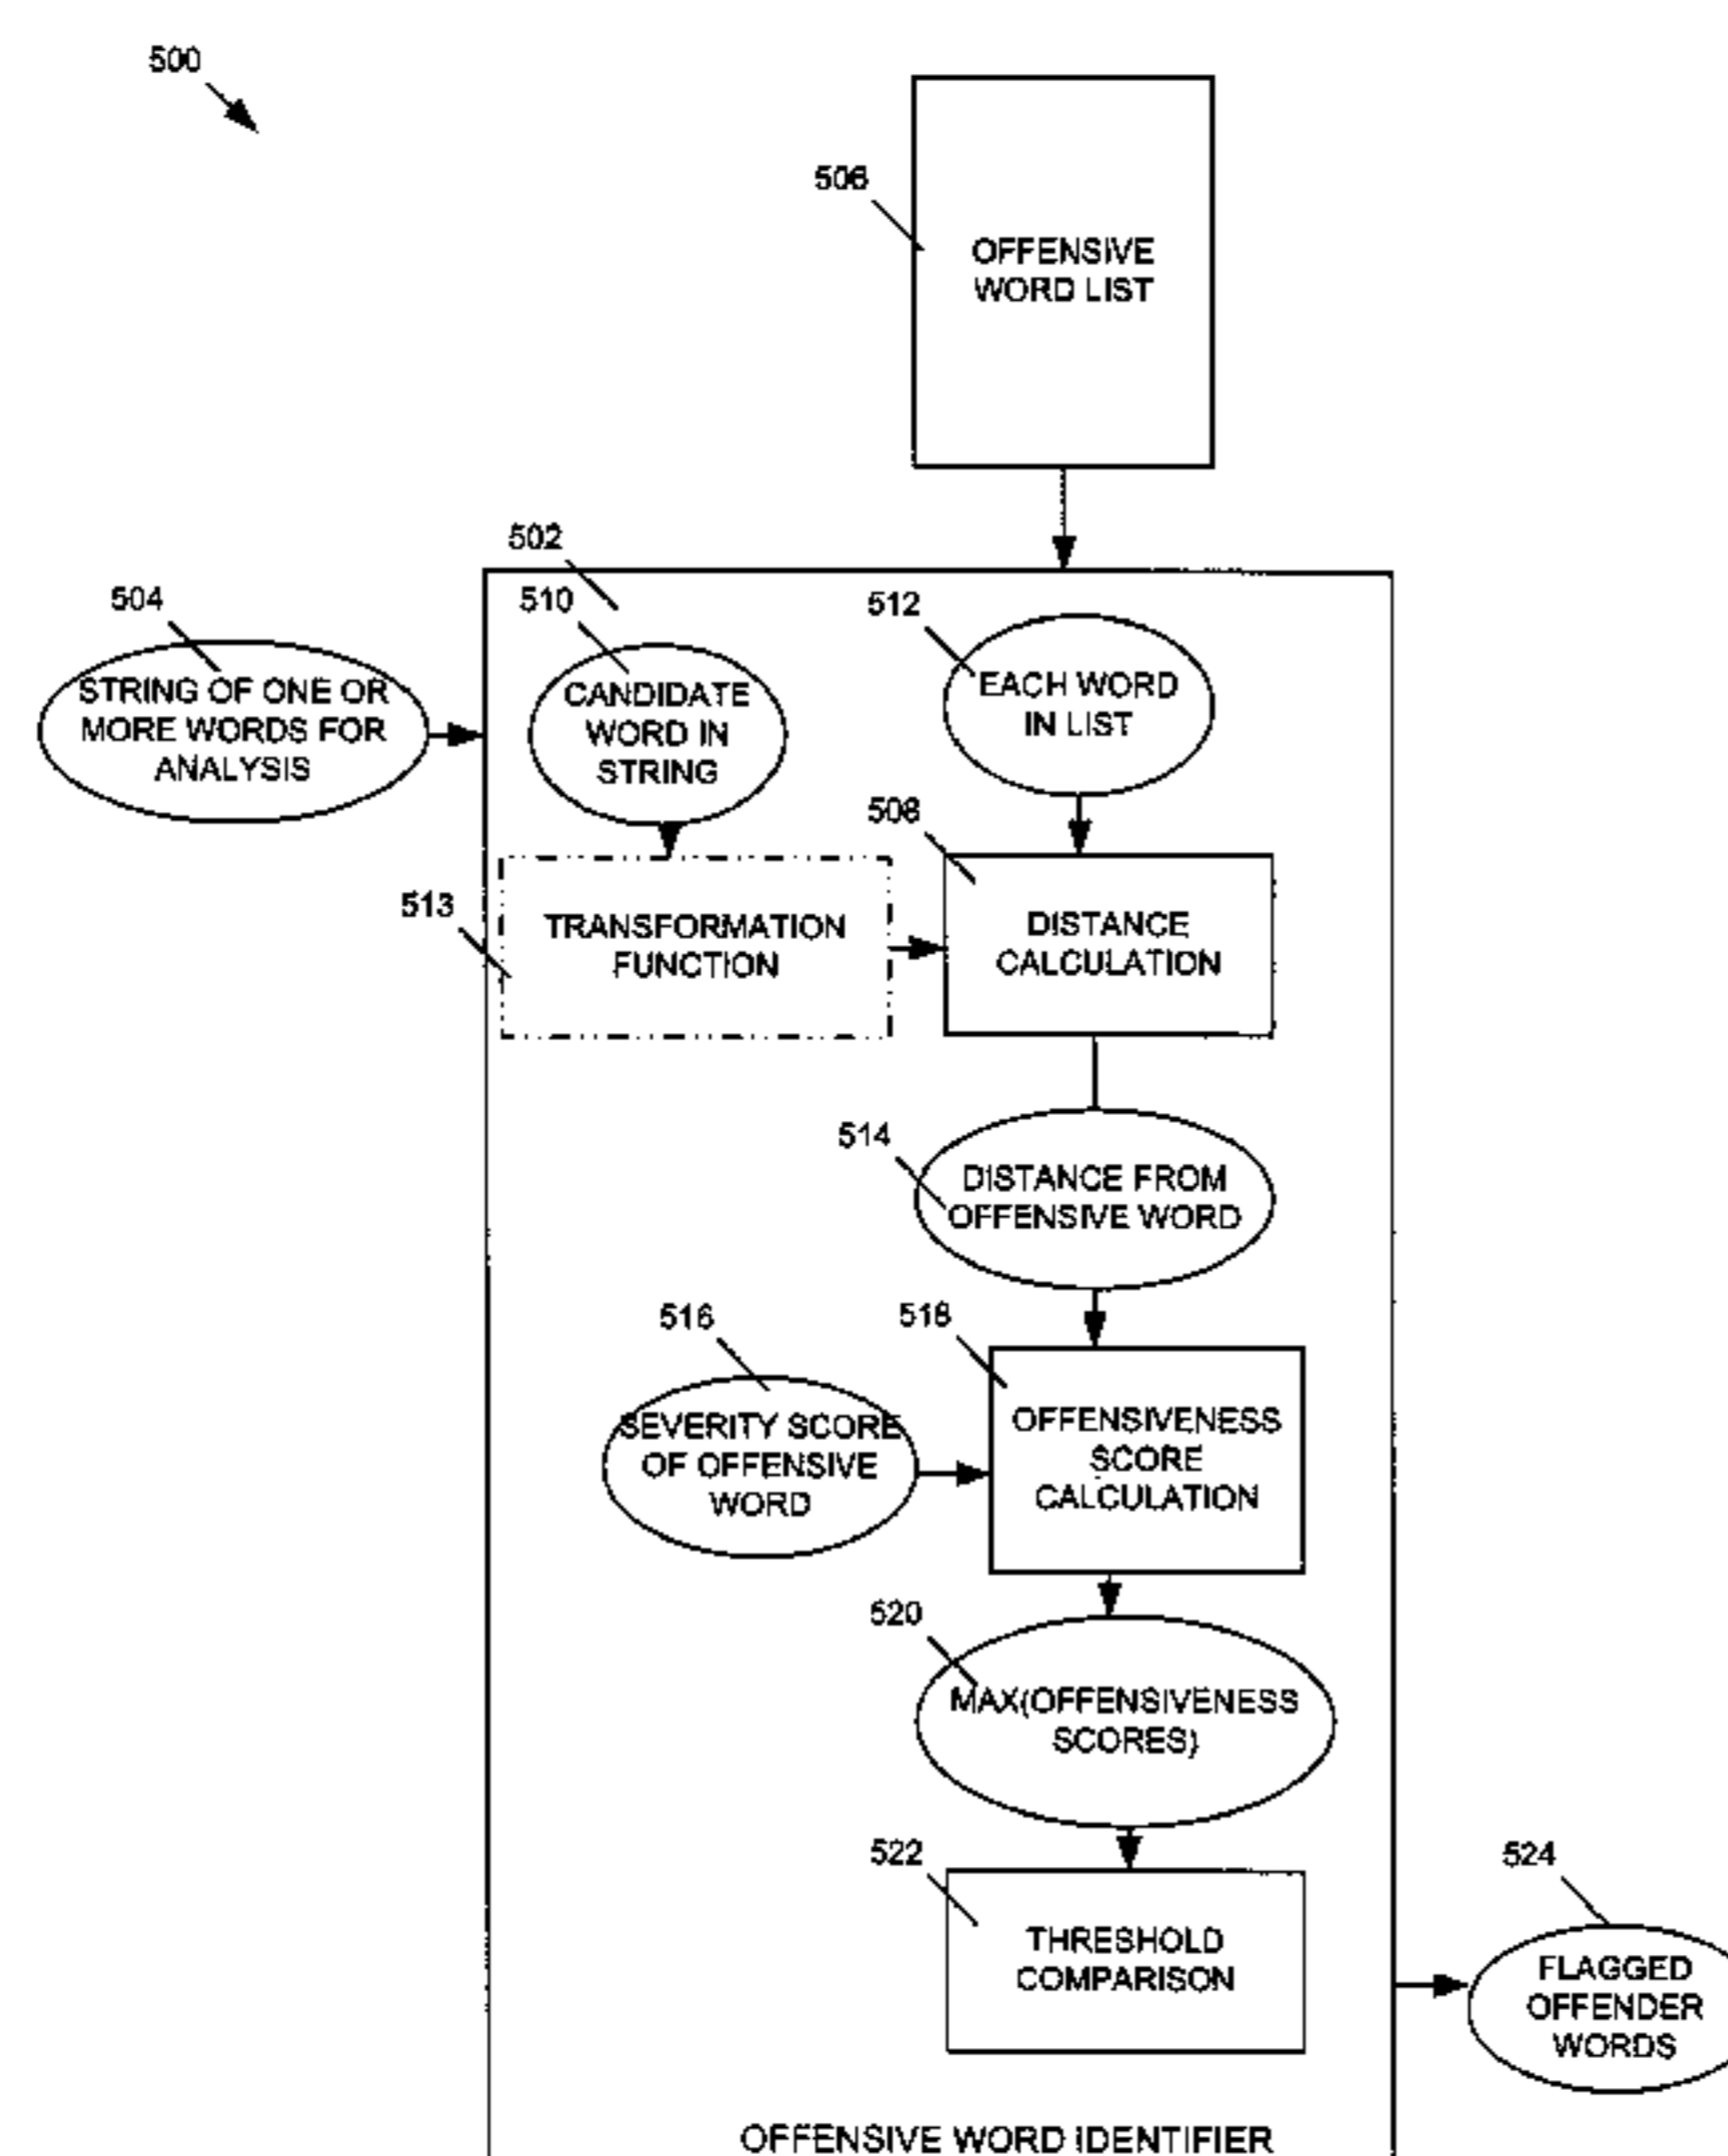 500
506
OFFENSIVE
WORD LIST
502
504
510
512
STRING OF ONE OR
MORE WORDS FOR
ANALYSIS
CANDIDATE
WORD IN
STRING
EACH WORD
IN LIST
508
513
TRANSFORMATION
FUNCTION
DISTANCE
CALCULATION
514
DISTANCE FROM
OFFENSIVE WORD
516
518
SEVERITY SCORE
OF OFFENSIVE
WORD
OFFENSIVENESS
SCORE
CALCULATION
520
MAX(OFFENSIVENESS
SCORES)
522
524
THRESHOLD
COMPARISON
FLAGGED
OFFENDER
WORDS
OFFENSIVE WORD IDENTIFIER